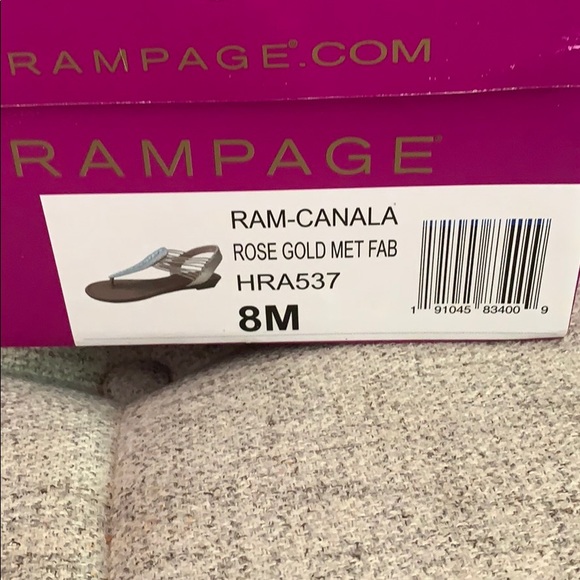 RAMPAGE.COM
RAMPAGE
RAM-CANALA
ROSE GOLD MET FAB
HRA537
8M
1 91045 83400 9